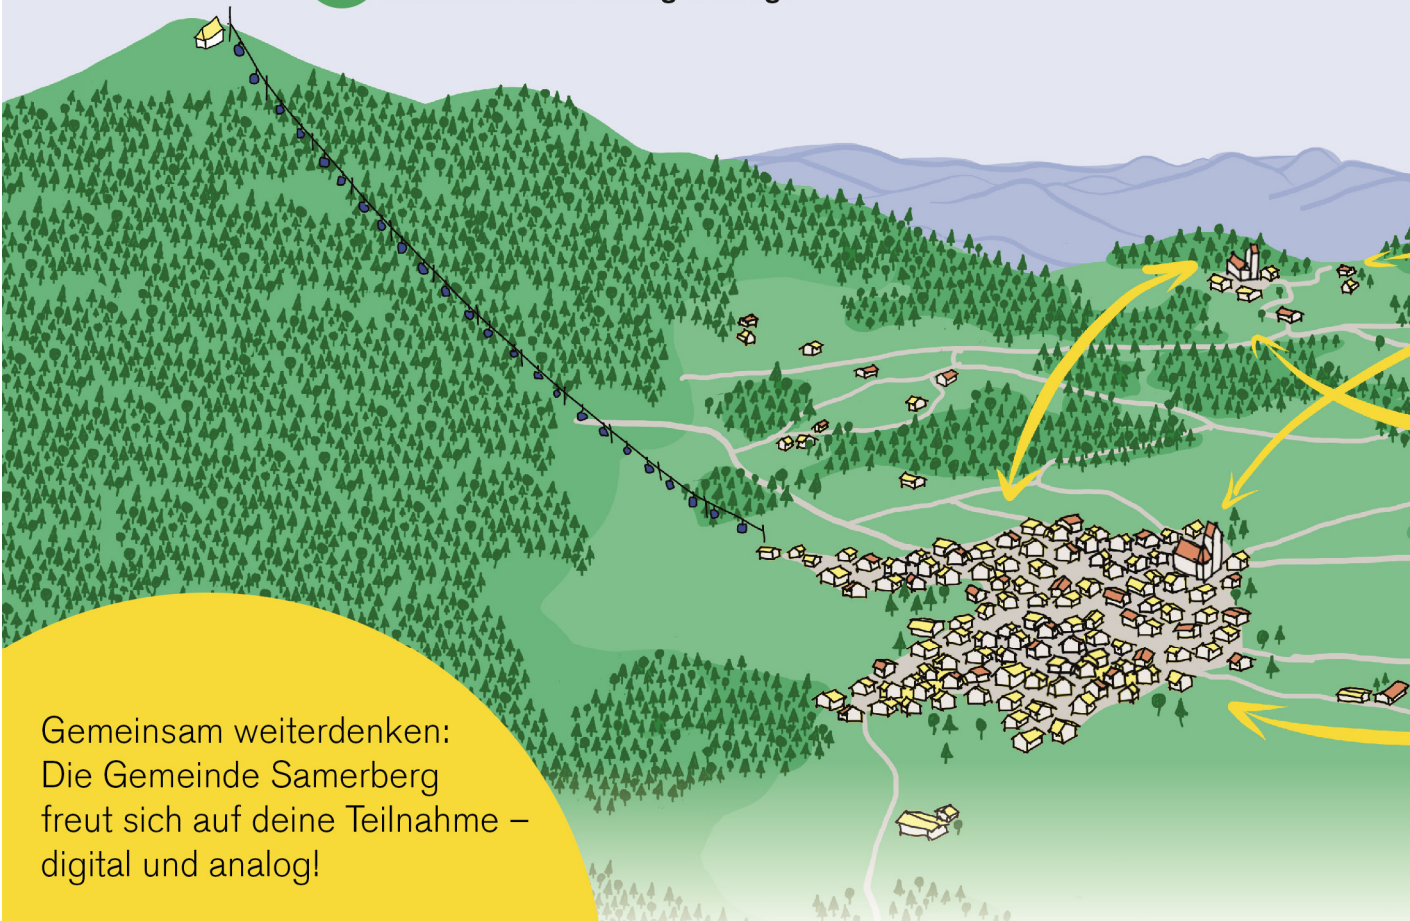 Gemeinsam weiterdenken:
Die Gemeinde Samerberg
freut sich auf deine Teilnahme –
digital und analog!